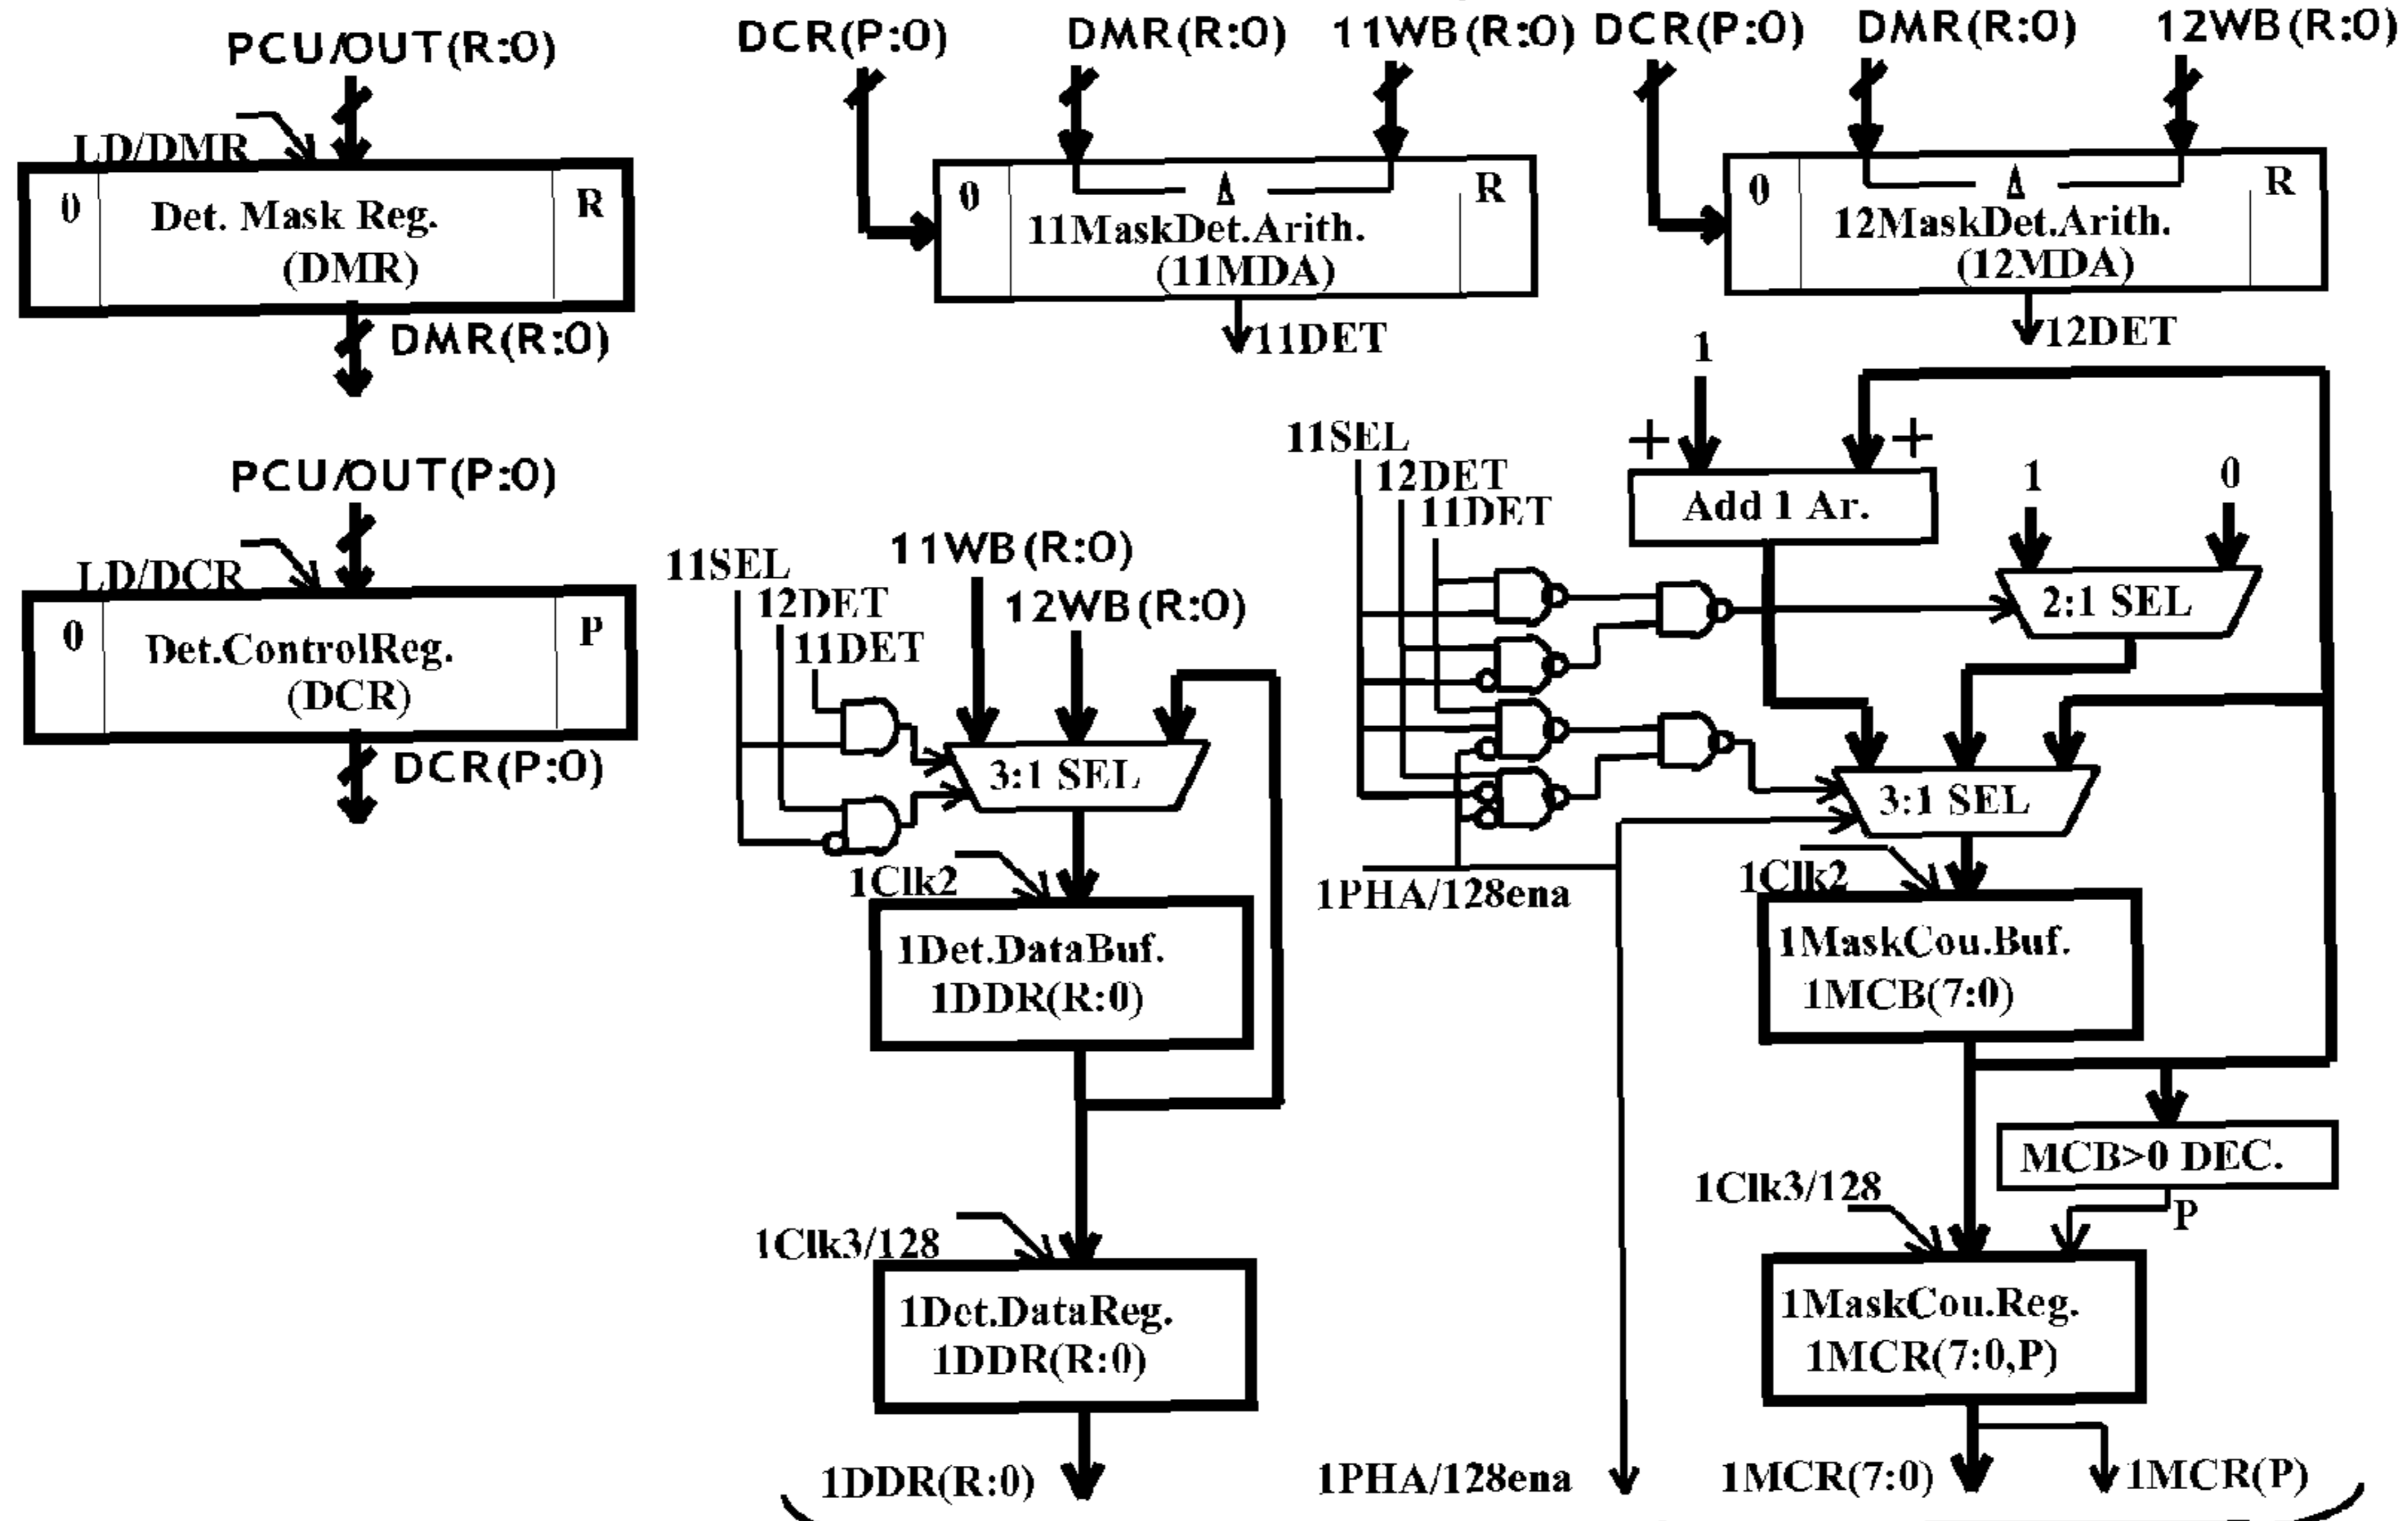 PCU/OUT(R:0)
LD/DMR
0
R
Det. Mask Reg.
(DMR)
DMR(R:0)
PCU/OUT(P:0)
LD/DCR
0
P
Det.ControlReg.
(DCR)
DCR(P:0)
DCR(P:0)
DMR(R:0)
11WB(R:0)
0
Δ
R
11MaskDet.Arith.
(11MDA)
11DET
DCR(P:0)
DMR(R:0)
12WB(R:0)
0
Δ
R
12MaskDet.Arith.
(12MDA)
12DET
11SEL
12DET
11DET
11WB(R:0)
12WB(R:0)
3:1 SEL
1Clk2
1Det.DataBuf.
1DDR(R:0)
1Clk3/128
1Det.DataReg.
1DDR(R:0)
1DDR(R:0)
11SEL
12DET
11DET
1
+
+
Add 1 Ar.
1
0
2:1 SEL
3:1 SEL
1PHA/128ena
1Clk2
1MaskCou.Buf.
1MCB(7:0)
MCB>0 DEC.
P
1Clk3/128
1MaskCou.Reg.
1MCR(7:0,P)
1PHA/128ena
1MCR(7:0)
1MCR(P)